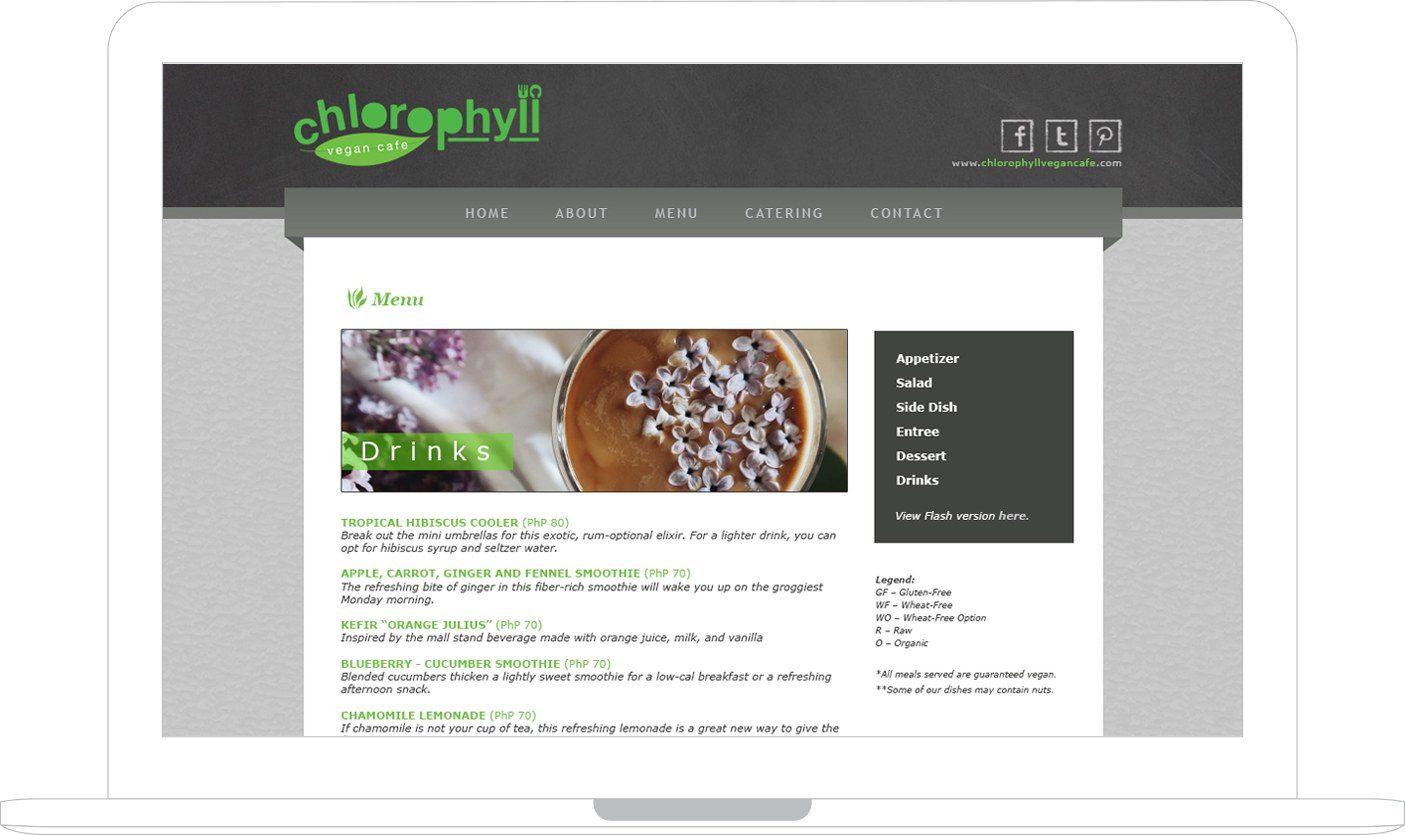 chlorophyll
vegan cafe
www.chlorophyllvegancafe.com
HOME ABOUT MENU CATERING CONTACT
Menu
Drinks
TROPICAL HIBISCUS COOLER (PhP 80)
Break out the mini umbrellas for this exotic, rum-optional elixir. For a lighter drink, you can
opt for hibiscus syrup and seltzer water.
APPLE, CARROT, GINGER AND FENNEL SMOOTHIE (PhP 70)
The refreshing bite of ginger in this fiber-rich smoothie will wake you up on the groggiest
Monday morning.
KEFIR “ORANGE JULIUS” (PhP 70)
Inspired by the mall stand beverage made with orange juice, milk, and vanilla
BLUEBERRY - CUCUMBER SMOOTHIE (PhP 70)
Blended cucumbers thicken a lightly sweet smoothie for a low-cal breakfast or a refreshing
afternoon snack.
CHAMOMILE LEMONADE (PhP 70)
If chamomile is not your cup of tea, this refreshing lemonade is a great new way to give the
Appetizer
Salad
Side Dish
Entree
Dessert
Drinks
View Flash version here.
Legend:
GF – Gluten-Free
WF – Wheat-Free
WO – Wheat-Free Option
R – Raw
O – Organic
*All meals served are guaranteed vegan.
**Some of our dishes may contain nuts.